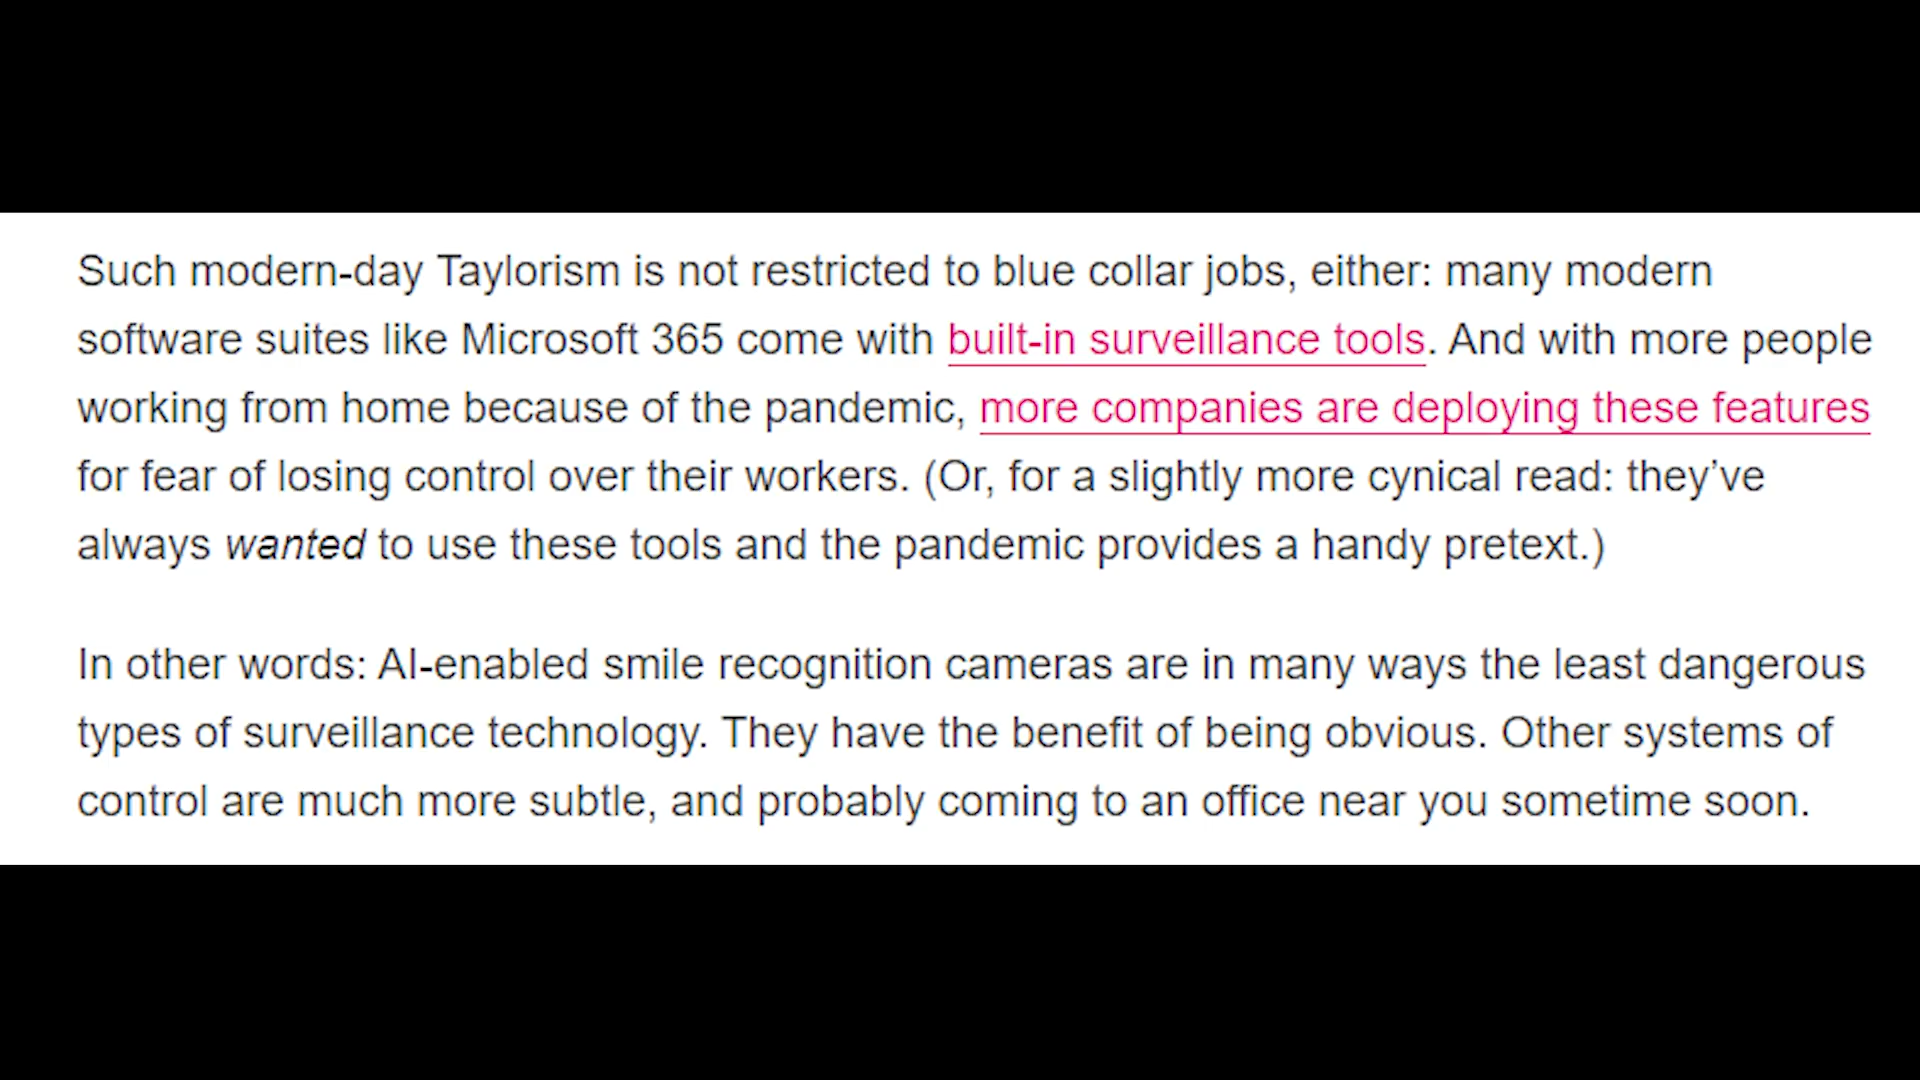 Such modern-day Taylorism is not restricted to blue collar jobs, either: many modern
software suites like Microsoft 365 come with built-in surveillance tools. And with more people
working from home because of the pandemic, more companies are deploying these features
for fear of losing control over their workers. (Or, for a slightly more cynical read: they’ve
always wanted to use these tools and the pandemic provides a handy pretext.)
In other words: AI-enabled smile recognition cameras are in many ways the least dangerous
types of surveillance technology. They have the benefit of being obvious. Other systems of
control are much more subtle, and probably coming to an office near you sometime soon.